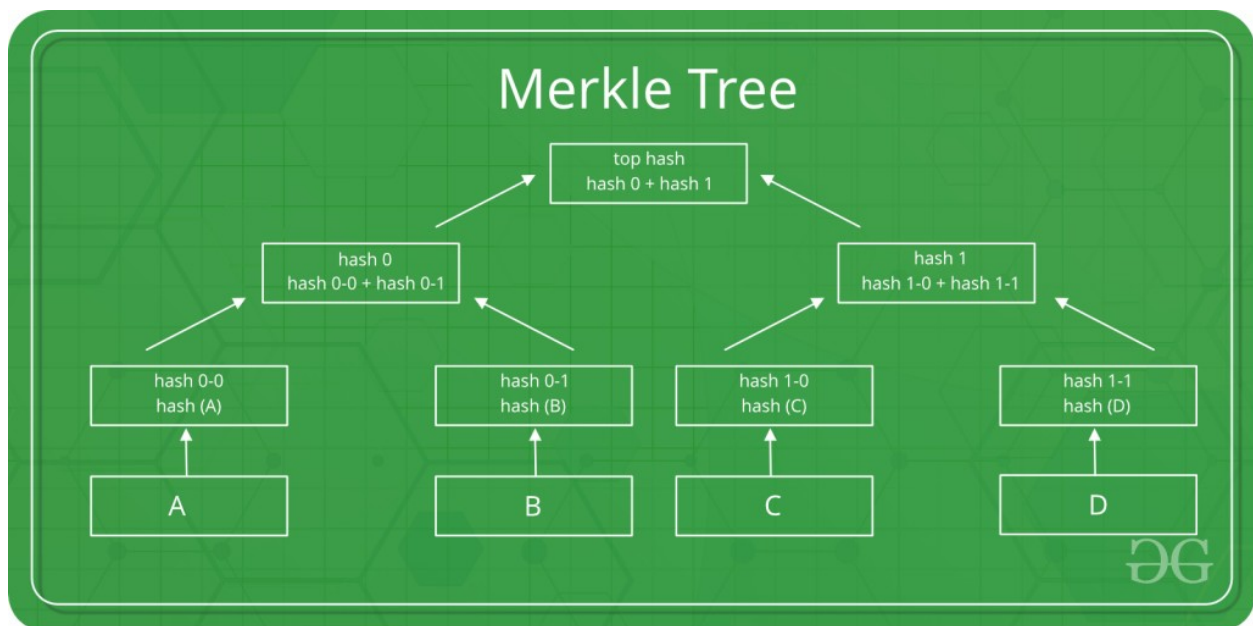 Merkle Tree
top hash
hash 0 + hash 1
hash 0
hash 0-0 + hash 0-1
hash 1
hash 1-0 + hash 1-1
hash 0-0
hash (A)
hash 0-1
hash (B)
hash 1-0
hash (C)
hash 1-1
hash (D)
A
B
C
D